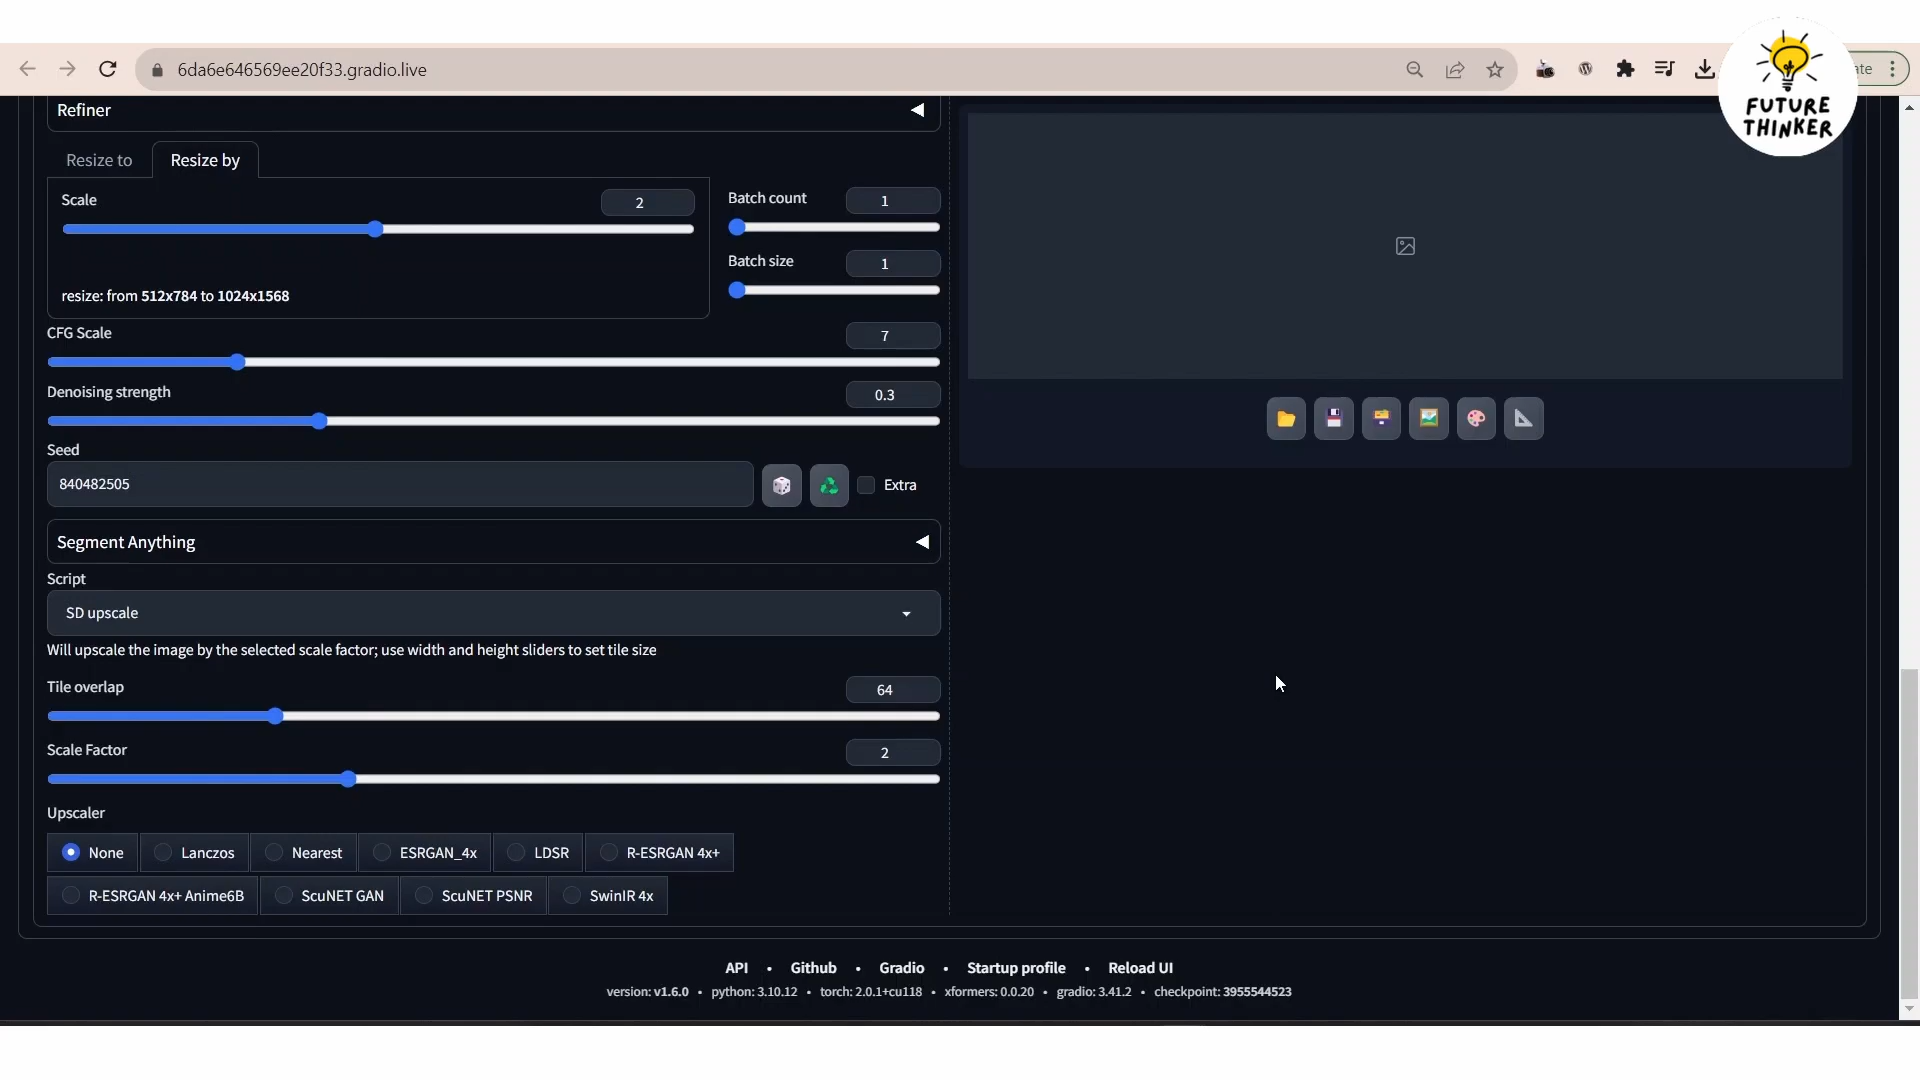 6da6e646569ee20f33.gradio.live
FUTURE
THINKER
Refiner
Resize to
Resize by
Scale
2
resize: from 512x784 to 1024x1568
Batch count
1
Batch size
1
CFG Scale
7
Denoising strength
0.3
Seed
840482505
Extra
Segment Anything
Script
SD upscale
Will upscale the image by the selected scale factor; use width and height sliders to set tile size
Tile overlap
64
Scale Factor
2
Upscaler
None
Lanczos
Nearest
ESRGAN_4x
LDSR
R-ESRGAN 4x+
R-ESRGAN 4x+ Anime6B
ScuNET GAN
ScuNET PSNR
SwinIR 4x
API • Github • Gradio • Startup profile • Reload UI
version: v1.6.0 • python: 3.10.12 • torch: 2.0.1+cu118 • xformers: 0.0.20 • gradio: 3.41.2 • checkpoint: 3955544523